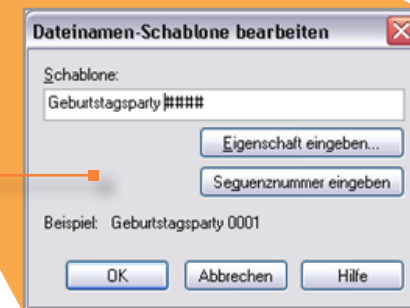 Dateinamen-Schablone bearbeiten
Schablone:
Geburtstagsparty ####
Eigenschaft eingeben...
Seguenznummer eingeben
Beispiel: Geburtstagsparty 0001
OK Abbrechen Hilfe